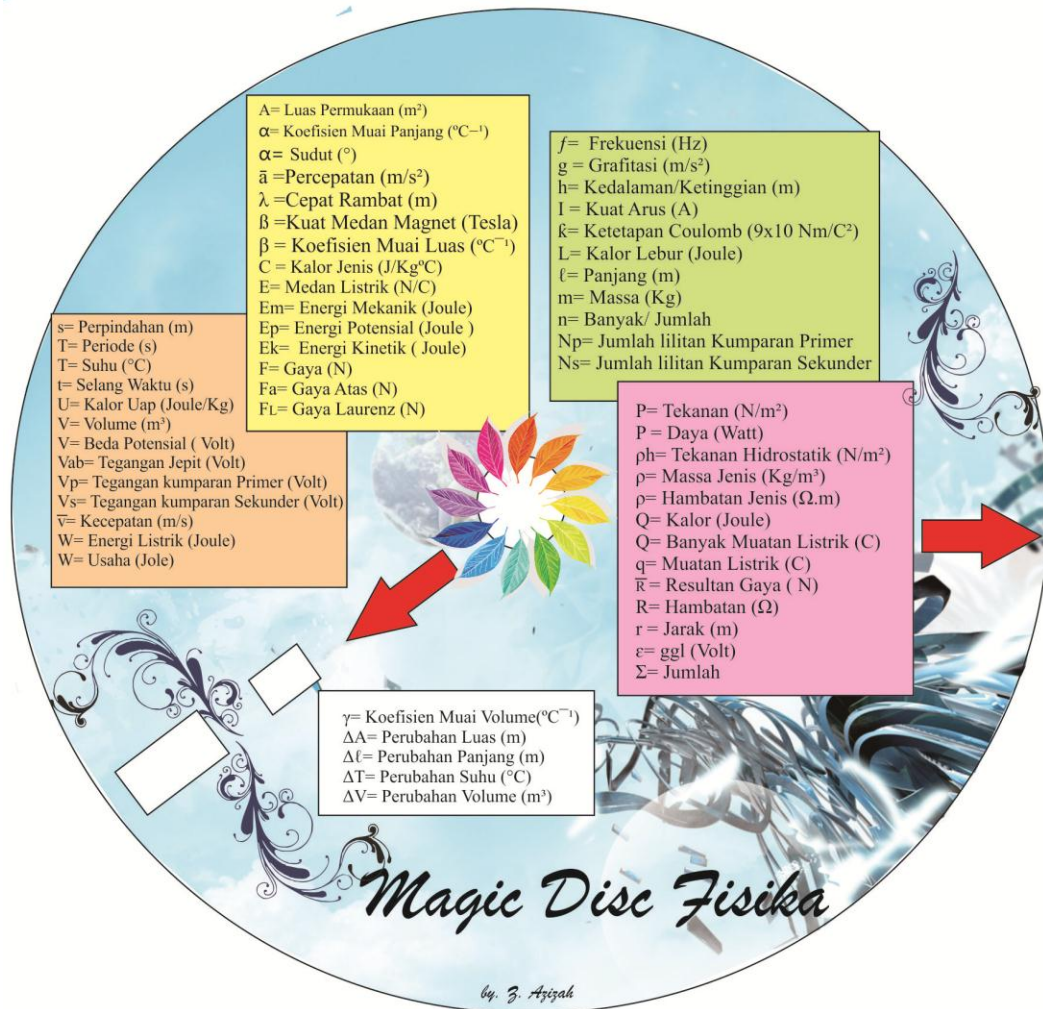 A= Luas Permukaan (m²)
α= Koefisien Muai Panjang (ºC−¹)
α= Sudut (°)
ā =Percepatan (m/s²)
λ =Cepat Rambat (m)
ß =Kuat Medan Magnet (Tesla)
β = Koefisien Muai Luas (ºC¯¹)
C = Kalor Jenis (J/KgºC)
E= Medan Listrik (N/C)
Em= Energi Mekanik (Joule)
Ep= Energi Potensial (Joule )
Ek= Energi Kinetik ( Joule)
F= Gaya (N)
Fa= Gaya Atas (N)
FL= Gaya Laurenz (N)
f= Frekuensi (Hz)
g = Grafitasi (m/s²)
h= Kedalaman/Ketinggian (m)
I = Kuat Arus (A)
ƙ= Ketetapan Coulomb (9x10 Nm/C²)
L= Kalor Lebur (Joule)
ℓ= Panjang (m)
m= Massa (Kg)
n= Banyak/ Jumlah
Np= Jumlah lilitan Kumparan Primer
Ns= Jumlah lilitan Kumparan Sekunder
s= Perpindahan (m)
T= Periode (s)
T= Suhu (°C)
t= Selang Waktu (s)
U= Kalor Uap (Joule/Kg)
V= Volume (m³)
V= Beda Potensial ( Volt)
Vab= Tegangan Jepit (Volt)
Vp= Tegangan kumparan Primer (Volt)
Vs= Tegangan kumparan Sekunder (Volt)
v̅= Kecepatan (m/s)
W= Energi Listrik (Joule)
W= Usaha (Jole)
P= Tekanan (N/m²)
P = Daya (Watt)
ρh= Tekanan Hidrostatik (N/m²)
ρ= Massa Jenis (Kg/m³)
ρ= Hambatan Jenis (Ω.m)
Q= Kalor (Joule)
Q= Banyak Muatan Listrik (C)
q= Muatan Listrik (C)
R̅= Resultan Gaya ( N)
R= Hambatan (Ω)
r = Jarak (m)
ε= ggl (Volt)
Σ= Jumlah
γ= Koefisien Muai Volume(ºC¯¹)
ΔA= Perubahan Luas (m)
Δℓ= Perubahan Panjang (m)
ΔT= Perubahan Suhu (°C)
ΔV= Perubahan Volume (m³)
Magic Disc Fisika
by. Z. Azizah